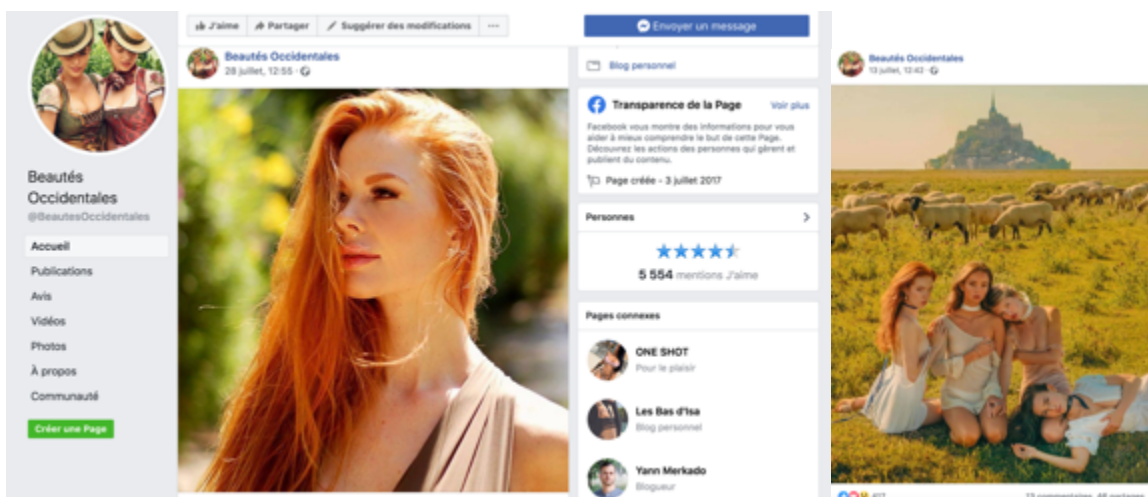 Beautés
Occidentales
@BeautesOccidentales
Accueil
Publications
Avis
Vidéos
Photos
À propos
Communauté
Créer une Page
J'aime
Partager
Suggérer des modifications
Beautés Occidentales
28 juillet, 12:55
Envoyer un message
Blog personnel
Transparence de la Page
Voir plus
Facebook vous montre des informations pour vous
aider à mieux comprendre le but de cette Page.
Découvrez les actions des personnes qui gèrent et
publient du contenu.
Page créée - 3 juillet 2017
Personnes
5 554 mentions J'aime
Pages connexes
ONE SHOT
Pour le plaisir
Les Bas d'Isa
Blog personnel
Yann Merkado
Blogueur
Beautés Occidentales
13 juillet, 12:42